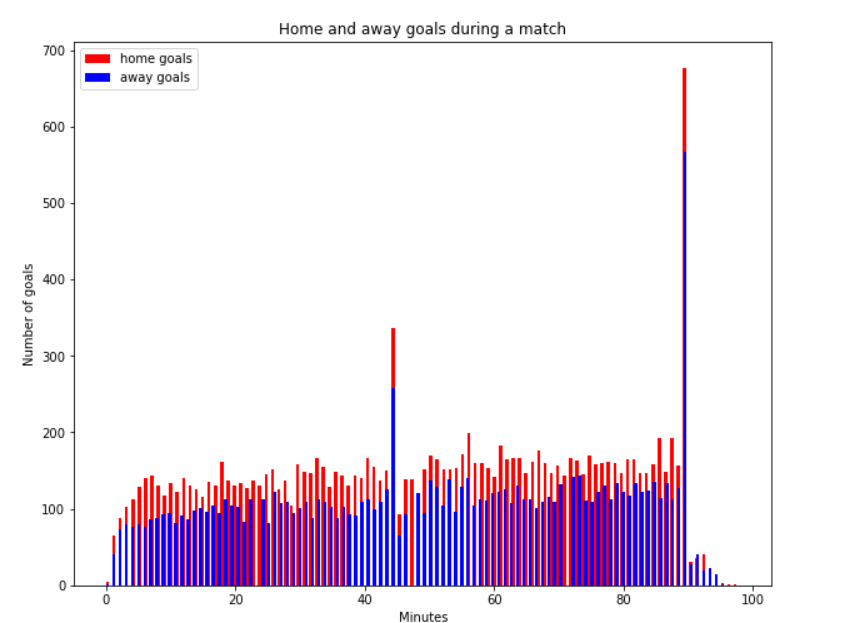 Home and away goals during a match
700
home goals
away goals
600
500
400
300
200
100
0
Number of goals
0 20 40 60 80 100
Minutes